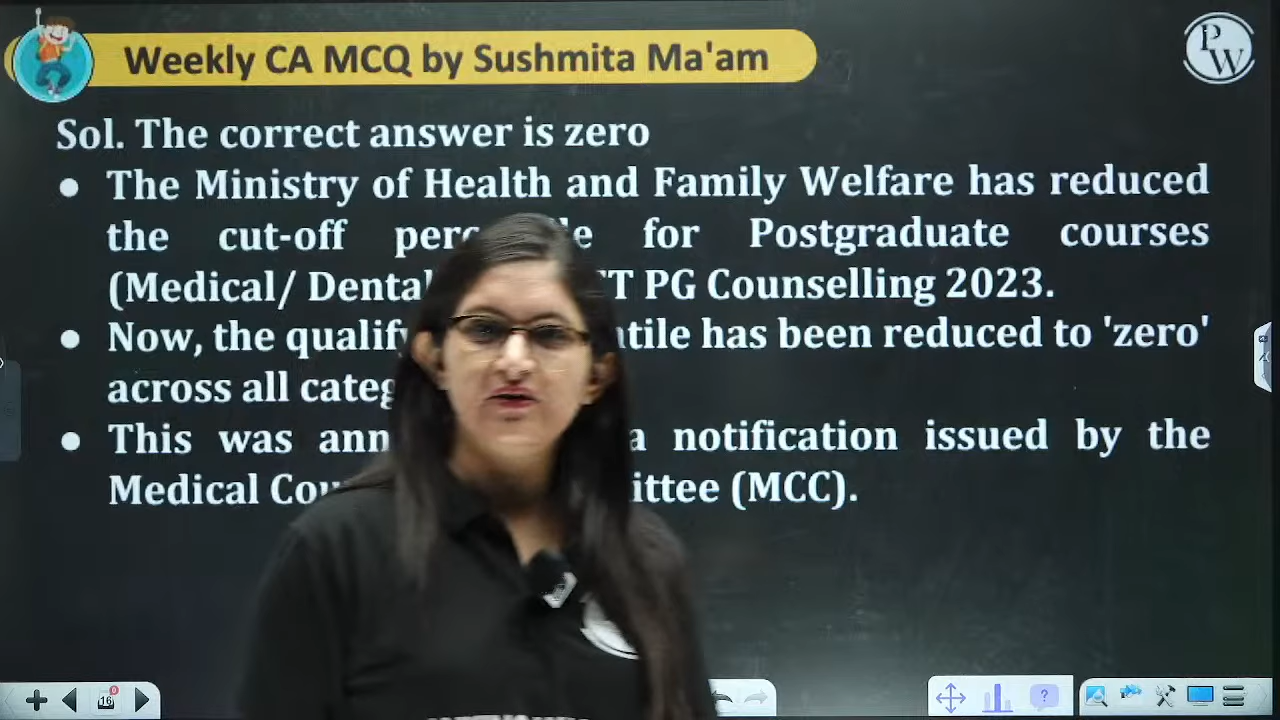 Weekly CA MCQ by Sushmita Ma'am
PW
Sol. The correct answer is zero
● The Ministry of Health and Family Welfare has reduced
the cut-off for Postgraduate courses
(Medical/ PG Counselling 2023.
● Now, the has been reduced to 'zero'
across all
● This was a notification issued by the
Medical (MCC).
16